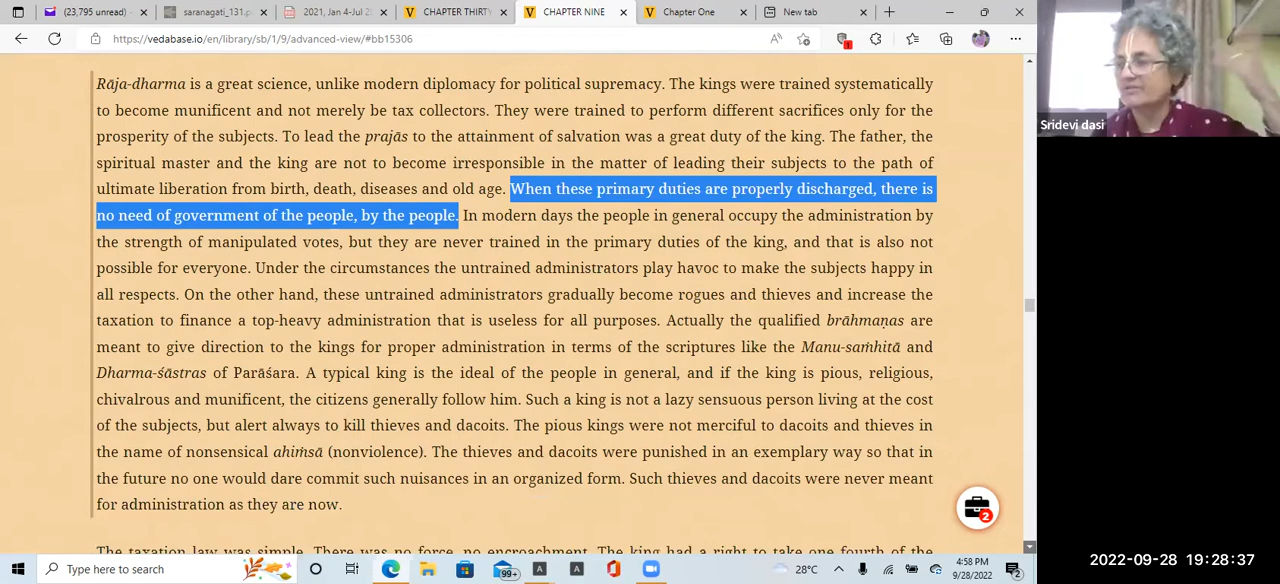 (23,795 unread) -
saranagati_131.p
2021, Jan 4-Jul 2
CHAPTER THIRTY
CHAPTER NINE
Chapter One
New tab
https://vedabase.io/en/library/sb/1/9/advanced-view/#bb15306
Rāja-dharma is a great science, unlike modern diplomacy for political supremacy. The kings were trained systematically
to become munificent and not merely be tax collectors. They were trained to perform different sacrifices only for the
prosperity of the subjects. To lead the prajās to the attainment of salvation was a great duty of the king. The father, the
spiritual master and the king are not to become irresponsible in the matter of leading their subjects to the path of
ultimate liberation from birth, death, diseases and old age. When these primary duties are properly discharged, there is
no need of government of the people, by the people. In modern days the people in general occupy the administration by
the strength of manipulated votes, but they are never trained in the primary duties of the king, and that is also not
possible for everyone. Under the circumstances the untrained administrators play havoc to make the subjects happy in
all respects. On the other hand, these untrained administrators gradually become rogues and thieves and increase the
taxation to finance a top-heavy administration that is useless for all purposes. Actually the qualified brāhmaṇas are
meant to give direction to the kings for proper administration in terms of the scriptures like the Manu-saṁhitā and
Dharma-śāstras of Parāśara. A typical king is the ideal of the people in general, and if the king is pious, religious,
chivalrous and munificent, the citizens generally follow him. Such a king is not a lazy sensuous person living at the cost
of the subjects, but alert always to kill thieves and dacoits. The pious kings were not merciful to dacoits and thieves in
the name of nonsensical ahiṁsā (nonviolence). The thieves and dacoits were punished in an exemplary way so that in
the future no one would dare commit such nuisances in an organized form. Such thieves and dacoits were never meant
for administration as they are now.
The taxation law was simple. There was no force, no encroachment. The king had a right to take one fourth of the
Sridevi dasi
2
Type here to search
99+
28°C
4:58 PM
9/28/2022
2
2022-09-28 19:28:37